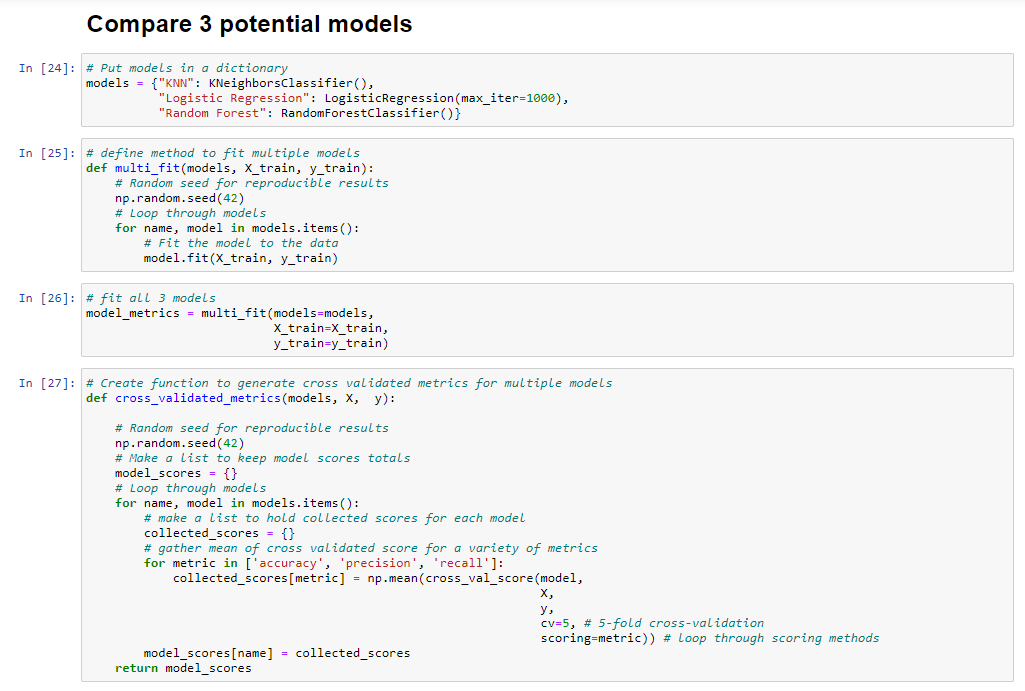 Compare 3 potential models
In [24]: # Put models in a dictionary
models = {"KNN": KNeighborsClassifier(),
          "Logistic Regression": LogisticRegression(max_iter=1000),
          "Random Forest": RandomForestClassifier()}
In [25]: # define method to fit multiple models
def multi_fit(models, X_train, y_train):
    # Random seed for reproducible results
    np.random.seed(42)
    # Loop through models
    for name, model in models.items():
        # Fit the model to the data
        model.fit(X_train, y_train)
In [26]: # fit all 3 models
model_metrics = multi_fit(models=models,
                          X_train=X_train,
                          y_train=y_train)
In [27]: # Create function to generate cross validated metrics for multiple models
def cross_validated_metrics(models, X,  y):
    # Random seed for reproducible results
    np.random.seed(42)
    # Make a list to keep model scores totals
    model_scores = {}
    # Loop through models
    for name, model in models.items():
        # make a list to hold collected scores for each model
        collected_scores = {}
        # gather mean of cross validated score for a variety of metrics
        for metric in ['accuracy', 'precision', 'recall']:
            collected_scores[metric] = np.mean(cross_val_score(model,
                                                               X,
                                                               y,
                                                               cv=5, # 5-fold cross-validation
                                                               scoring=metric)) # loop through scoring methods
        model_scores[name] = collected_scores
    return model_scores